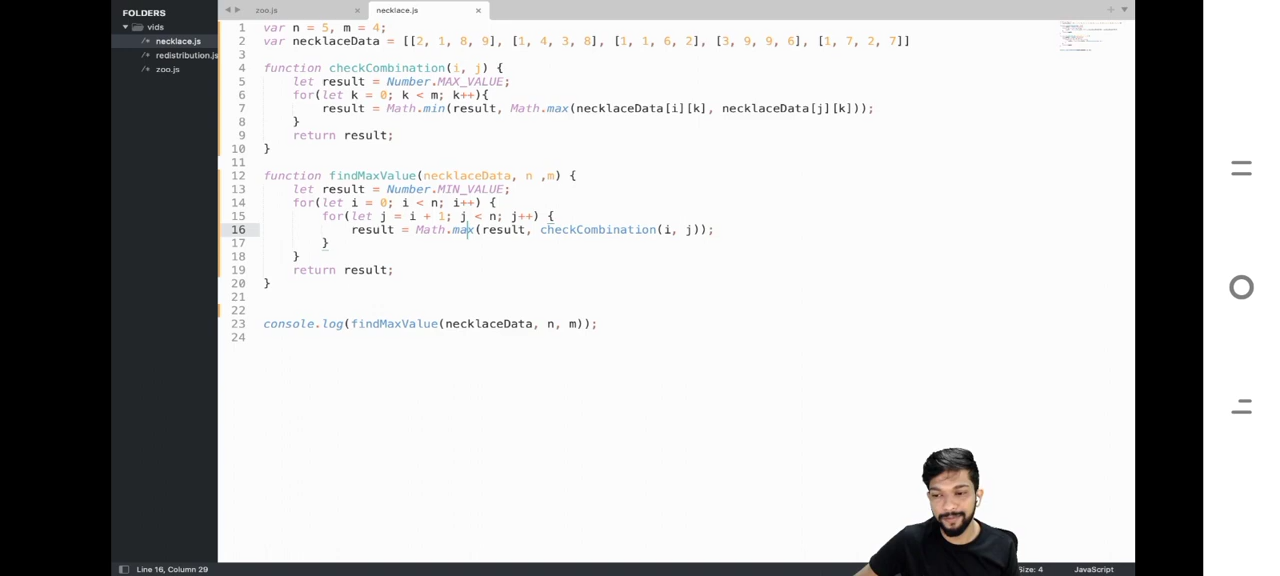 FOLDERS
vids
/* necklace.js
/* redistribution.js
/* zoo.js
zoo.js
necklace.js
1 var n = 5, m = 4;
2 var necklaceData = [[2, 1, 8, 9], [1, 4, 3, 8], [1, 1, 6, 2], [3, 9, 9, 6], [1, 7, 2, 7]]
3
4 function checkCombination(i, j) {
5 let result = Number.MAX_VALUE;
6 for(let k = 0; k < m; k++){
7 result = Math.min(result, Math.max(necklaceData[i][k], necklaceData[j][k]));
8 }
9 return result;
10 }
11
12 function findMaxValue(necklaceData, n ,m) {
13 let result = Number.MIN_VALUE;
14 for(let i = 0; i < n; i++) {
15 for(let j = i + 1; j < n; j++) {
16 result = Math.max(result, checkCombination(i, j));
17 }
18 }
19 return result;
20 }
21
22
23 console.log(findMaxValue(necklaceData, n, m));
24
Line 16, Column 29
Size: 4
JavaScript